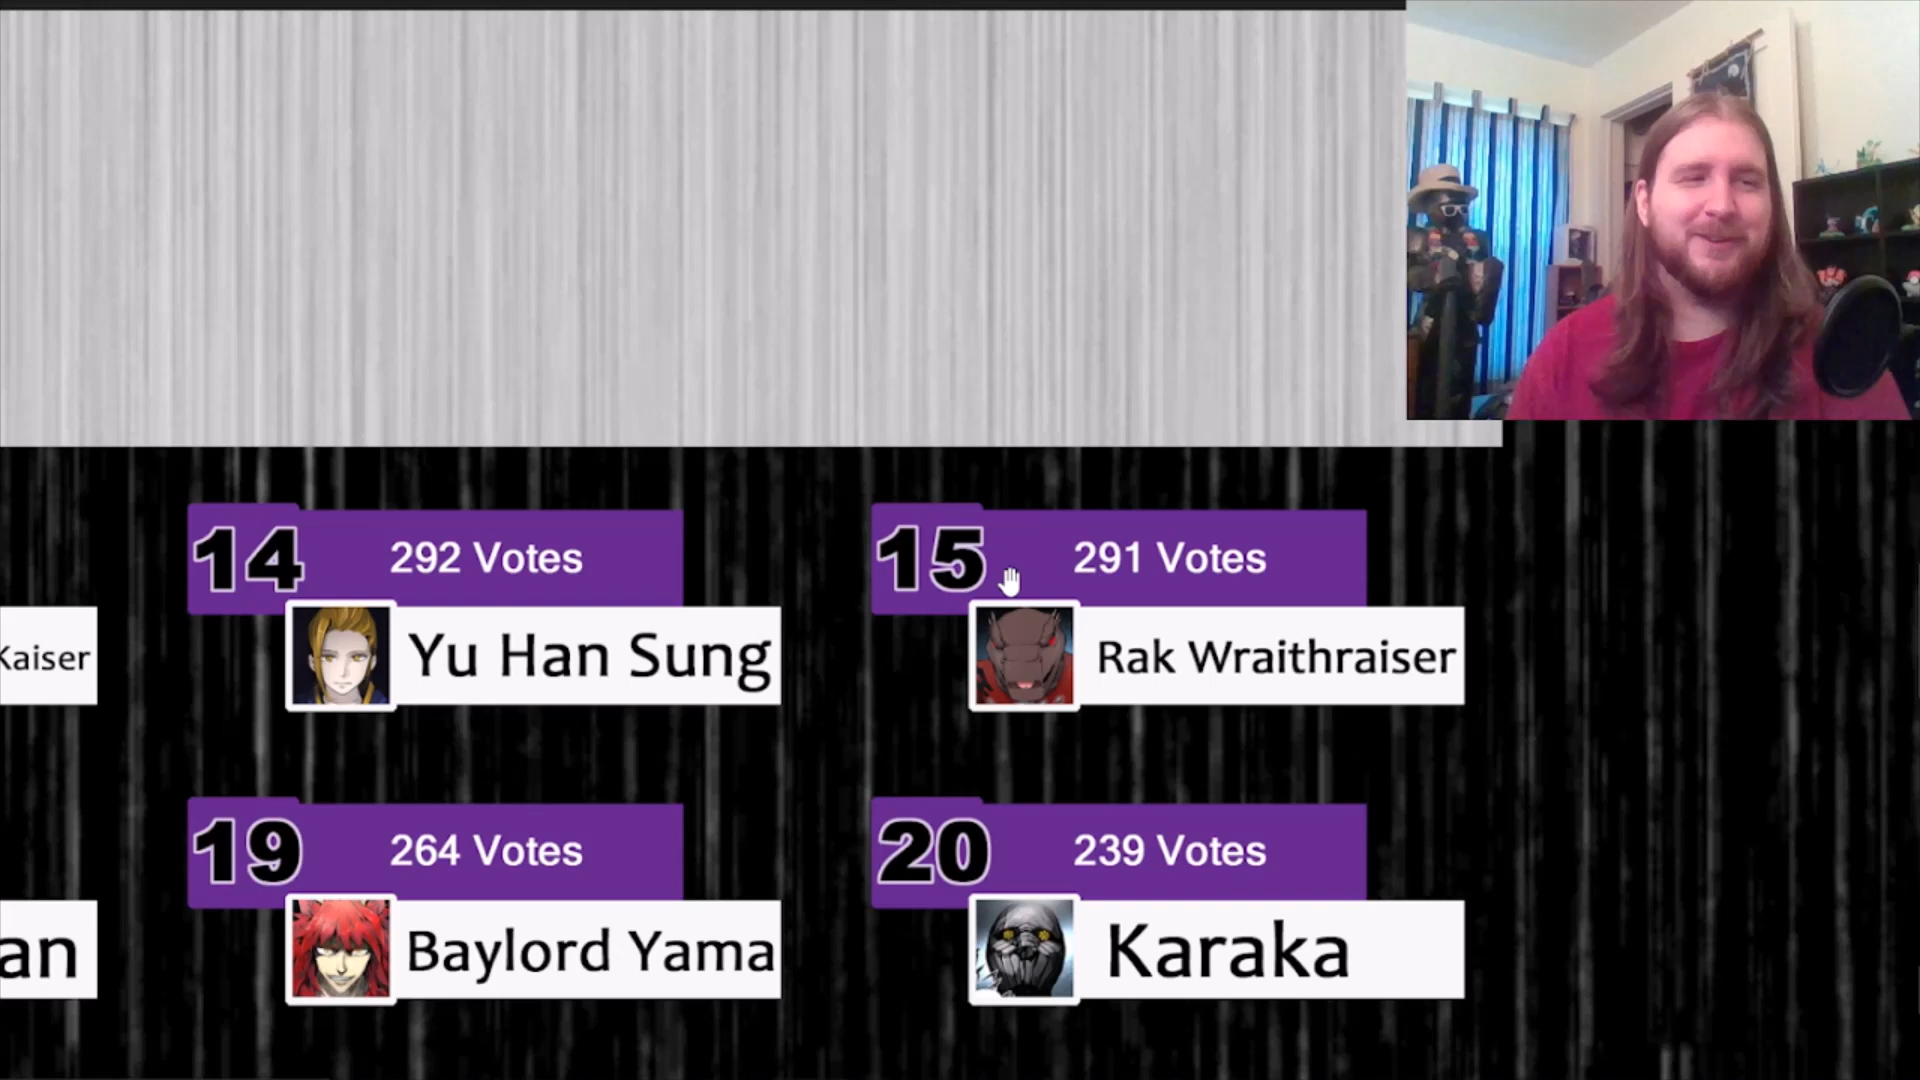 14
292 Votes
15
291 Votes
Kaiser
Yu Han Sung
Rak Wraithraiser
19
264 Votes
20
239 Votes
an
Baylord Yama
Karaka